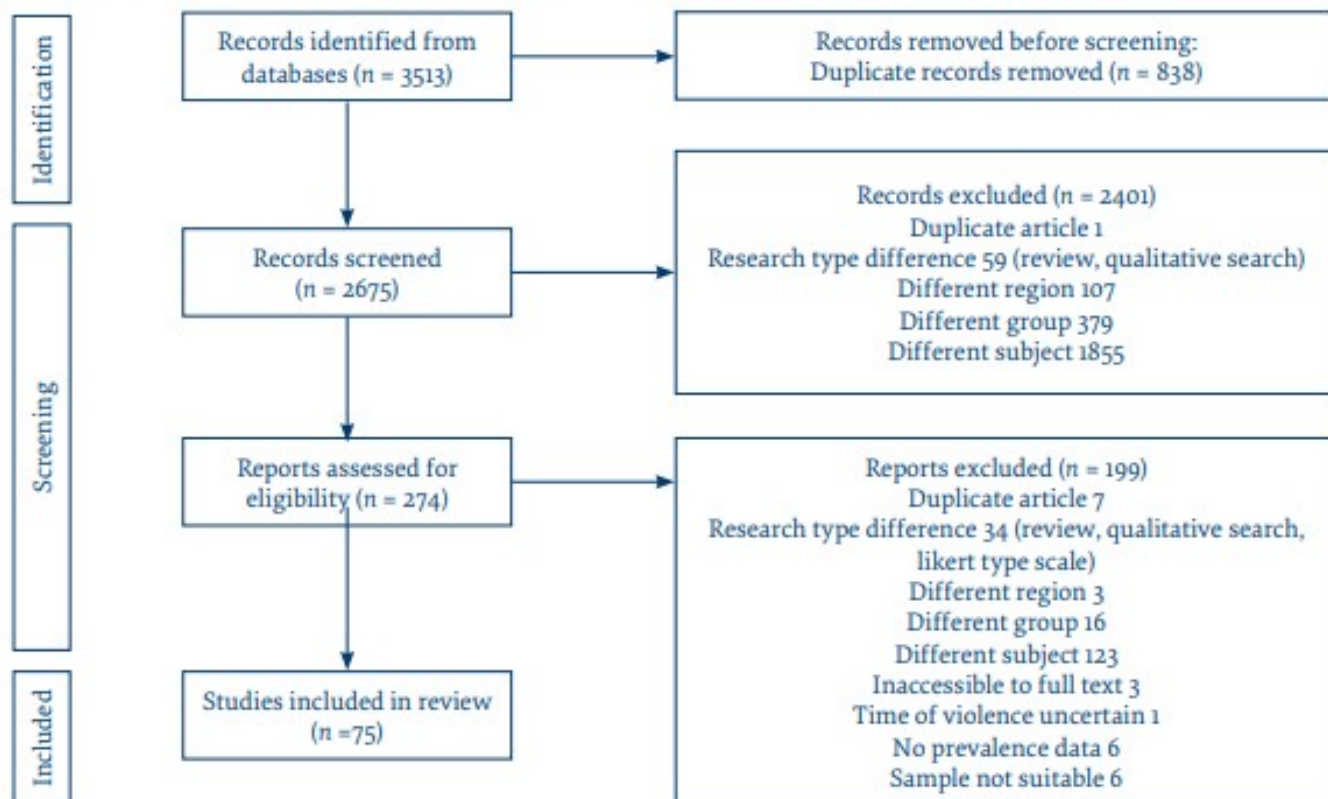 Identification
Records identified from
databases (n = 3513)
Records removed before screening:
Duplicate records removed (n = 838)
Screening
Records screened
(n = 2675)
Records excluded (n = 2401)
Duplicate article 1
Research type difference 59 (review, qualitative search)
Different region 107
Different group 379
Different subject 1855
Reports assessed for
eligibility (n = 274)
Reports excluded (n = 199)
Duplicate article 7
Research type difference 34 (review, qualitative search,
likert type scale)
Different region 3
Different group 16
Different subject 123
Inaccessible to full text 3
Time of violence uncertain 1
No prevalence data 6
Sample not suitable 6
Included
Studies included in review
(n =75)